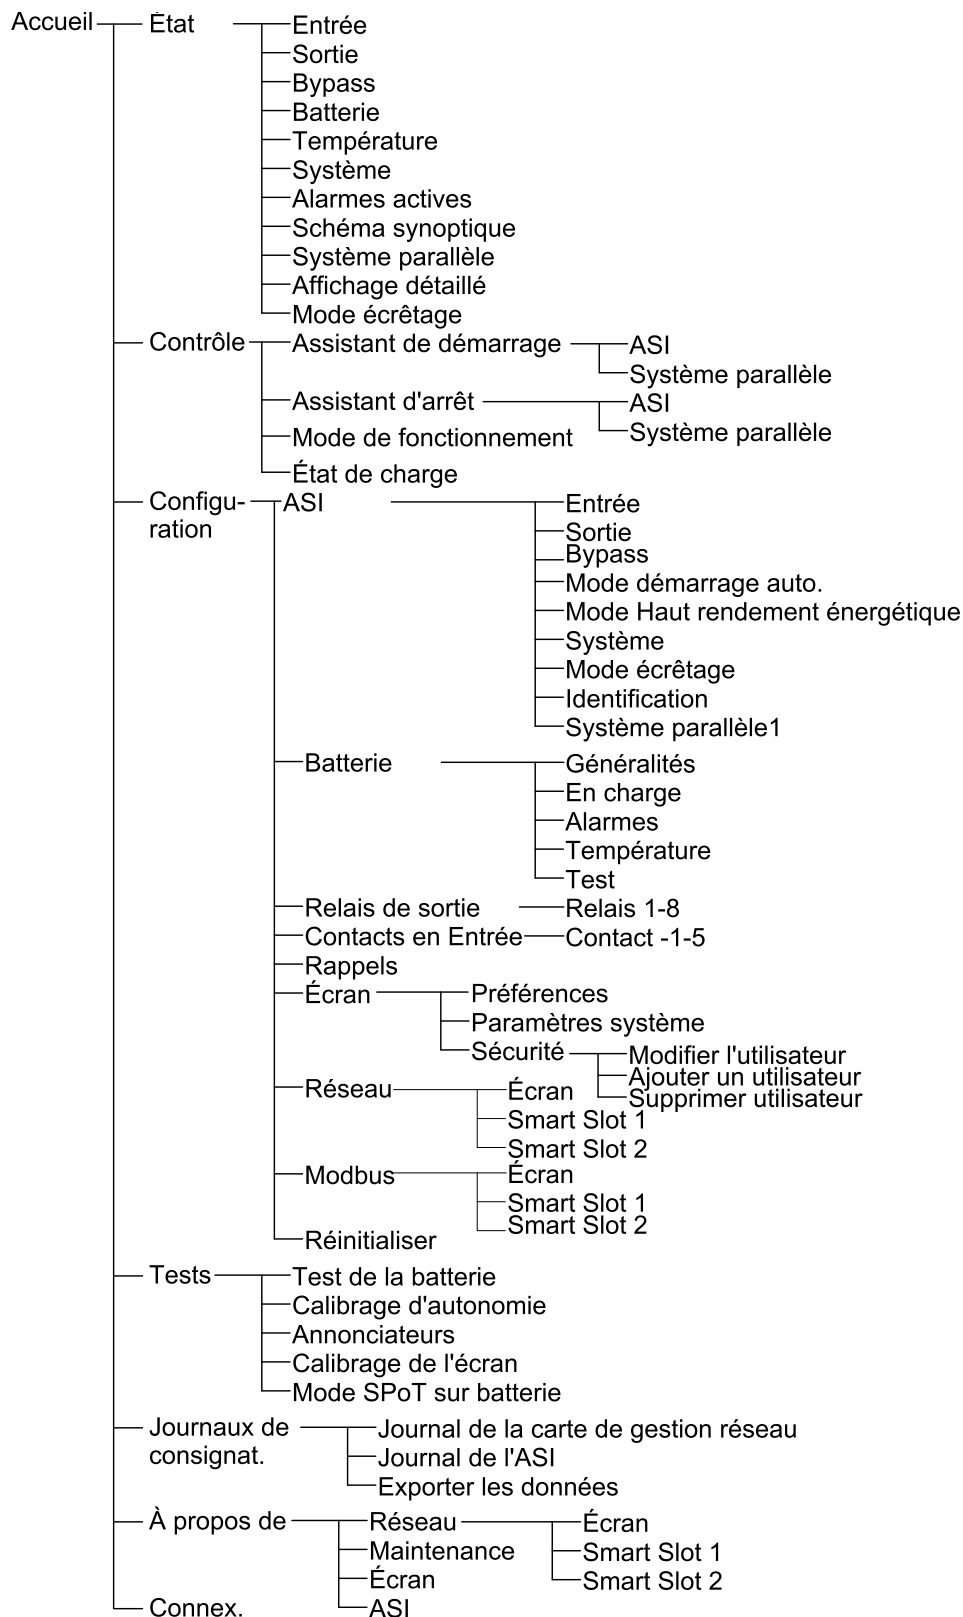 Accueil
État
Entrée
Sortie
Bypass
Batterie
Température
Système
Alarmes actives
Schéma synoptique
Système parallèle
Affichage détaillé
Mode écrêtage
Contrôle
Assistant de démarrage
ASI
Système parallèle
Assistant d'arrêt
ASI
Système parallèle
Mode de fonctionnement
État de charge
Configu-
ration
ASI
Entrée
Sortie
Bypass
Mode démarrage auto.
Mode Haut rendement énergétique
Système
Mode écrêtage
Identification
Système parallèle1
Batterie
Généralités
En charge
Alarmes
Température
Test
Relais de sortie
Relais 1-8
Contacts en Entrée
Contact -1-5
Rappels
Écran
Préférences
Paramètres système
Sécurité
Modifier l'utilisateur
Ajouter un utilisateur
Supprimer utilisateur
Réseau
Écran
Smart Slot 1
Smart Slot 2
Modbus
Écran
Smart Slot 1
Smart Slot 2
Réinitialiser
Tests
Test de la batterie
Calibrage d'autonomie
Annonciateurs
Calibrage de l'écran
Mode SPoT sur batterie
Journaux de
consignat.
Journal de la carte de gestion réseau
Journal de l'ASI
Exporter les données
À propos de
Réseau
Écran
Smart Slot 1
Smart Slot 2
Maintenance
Écran
ASI
Connex.